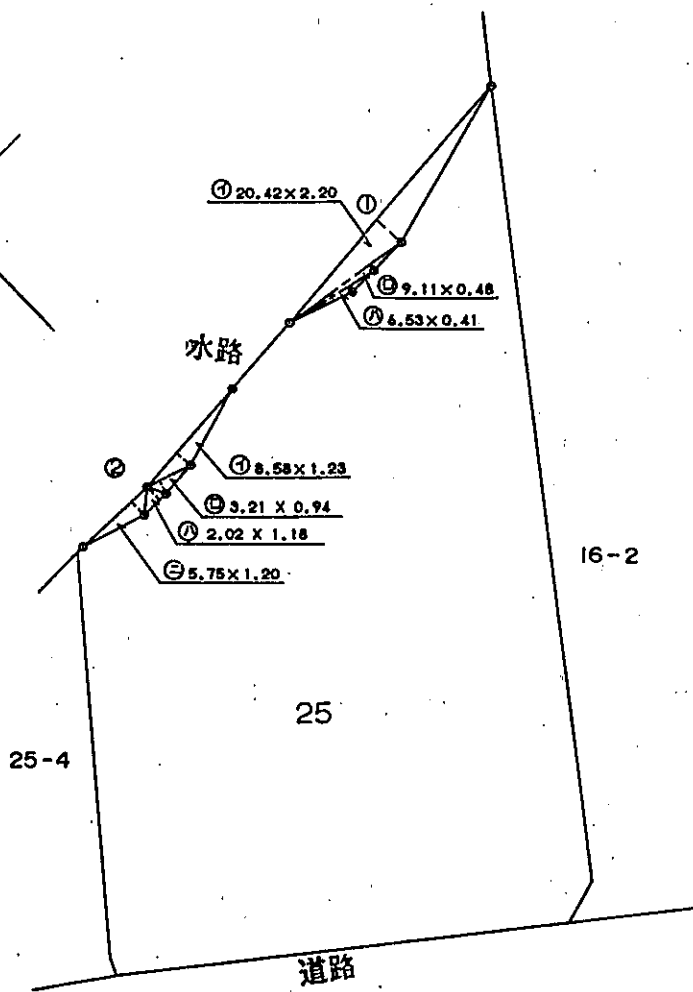 ㋑ 20.42×2.20
①
㋺ 9.11×0.48
㋩ 6.53×0.41
水路
②
㋑ 8.58×1.23
㋺ 3.21 × 0.94
㋩ 2.02 × 1.18
㋥ 5.75×1.20
16-2
25
25-4
道路